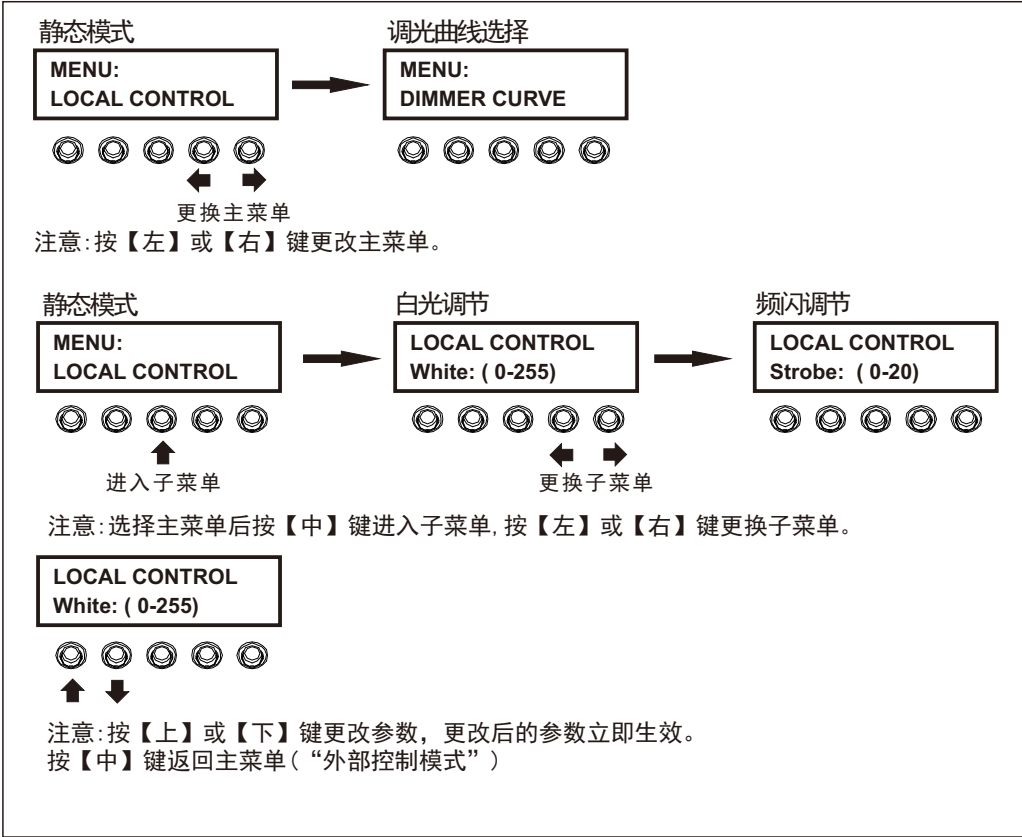 静态模式
调光曲线选择
MENU:
LOCAL CONTROL
MENU:
DIMMER CURVE
更换主菜单
注意:按【左】或【右】键更改主菜单。
静态模式
白光调节
频闪调节
MENU:
LOCAL CONTROL
LOCAL CONTROL
White: ( 0-255)
LOCAL CONTROL
Strobe: ( 0-20)
进入子菜单
更换子菜单
注意:选择主菜单后按【中】键进入子菜单,按【左】或【右】键更换子菜单。
LOCAL CONTROL
White: ( 0-255)
注意:按【上】或【下】键更改参数，更改后的参数立即生效。
按【中】键返回主菜单(“外部控制模式”)